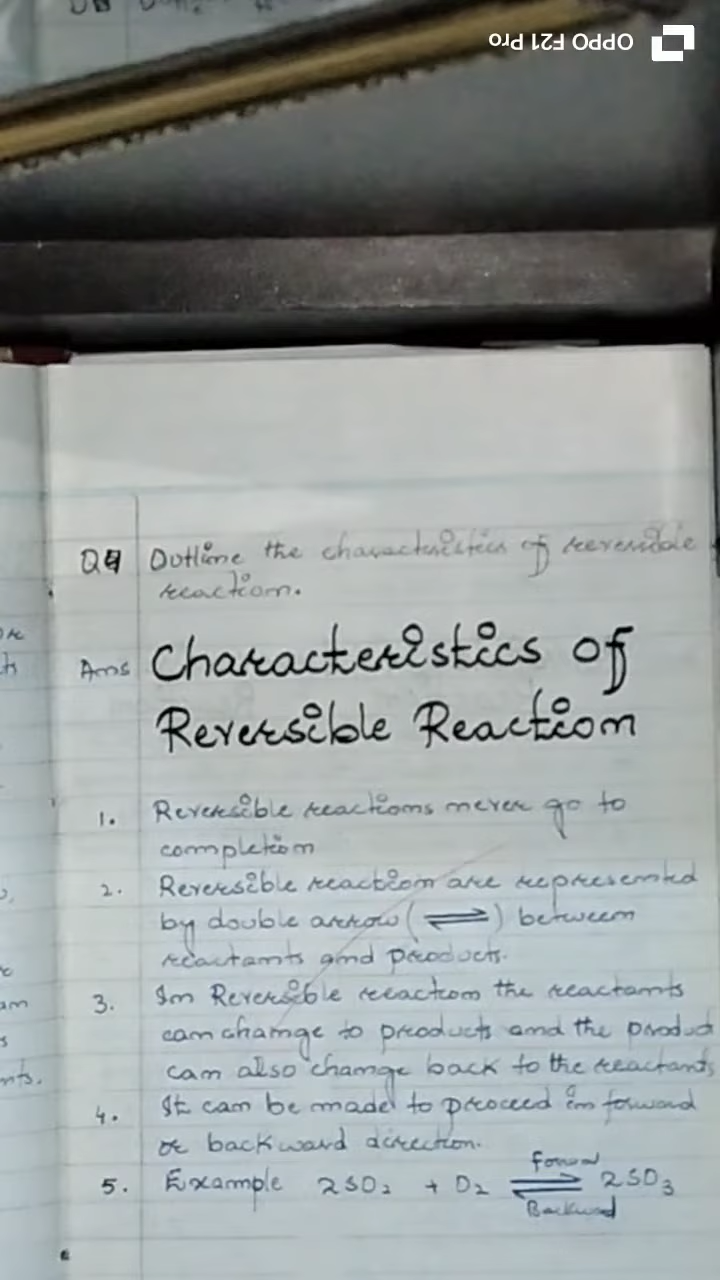 OPPO F21 Pro
Q4 Outline the characteristics of reversible
reaction.
Ans Characteristics of
Reversible Reaction
1. Reversible reactions never go to
completion
2. Reversible reaction are represented
by double arrow (⇌) between
reactants and products.
3. In Reversible reaction the reactants
can change to products and the product
can also change back to the reactants
4. It can be made to proceed in forward
or backward direction.
Forward
5. Example 2SO₂ + O₂ ⇌ 2SO₃
Backward